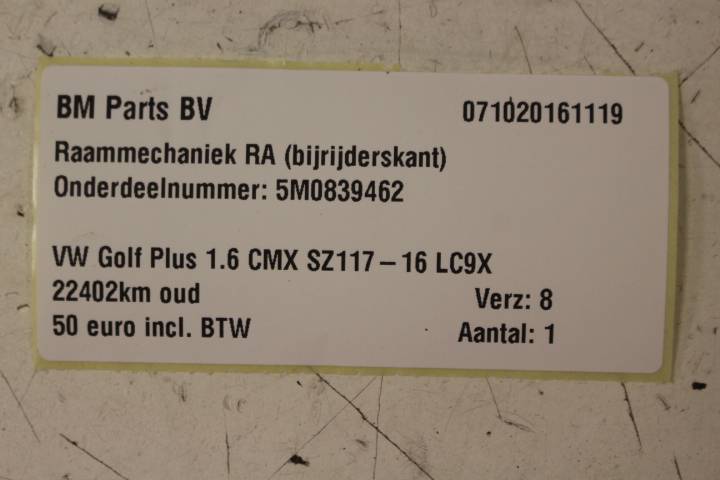 BM Parts BV 071020161119
Raammechaniek RA (bijrijderskant)
Onderdeelnummer: 5M0839462
VW Golf Plus 1.6 CMX SZ117-16 LC9X
22402km oud Verz: 8
50 euro incl. BTW Aantal: 1